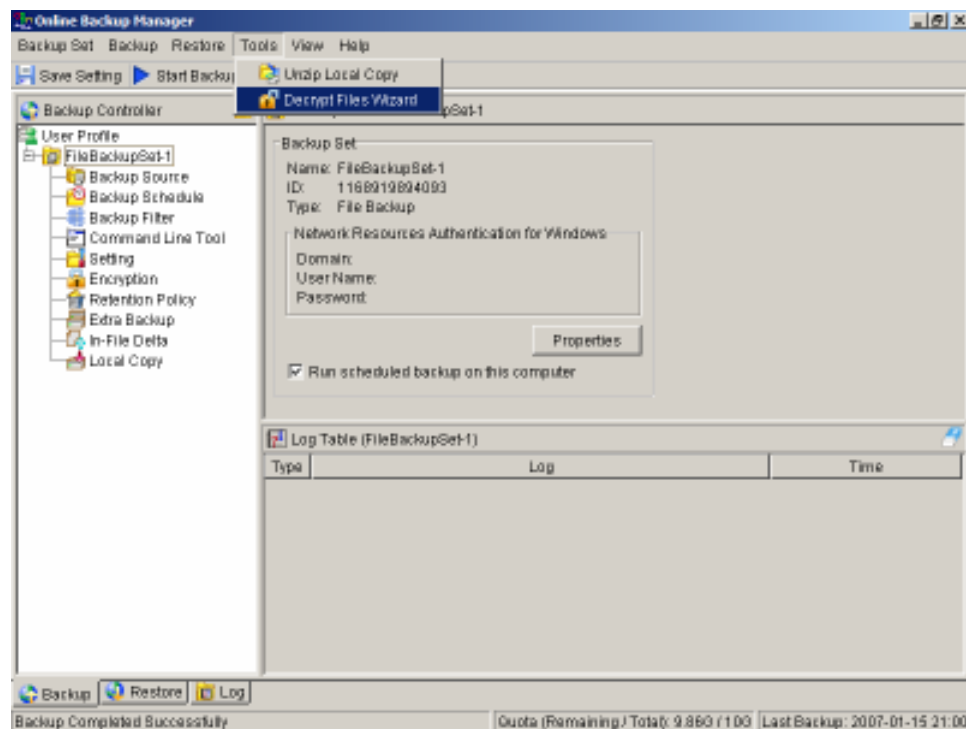 Online Backup Manager
Backup Set Backup Restore Tools View Help
Save Setting Start Backup
Unzip Local Copy
Decrypt Files Wizard
Backup Controller
User Profile
FileBackupSet-1
Backup Source
Backup Schedule
Backup Filter
Command Line Tool
Setting
Encryption
Retention Policy
Extra Backup
In-File Delta
Local Copy
Backup Set
Name: FileBackupSet-1
ID: 1168919894093
Type: File Backup
Network Resources Authentication for Windows
Domain:
User Name:
Password:
Properties
Run scheduled backup on this computer
Log Table (FileBackupSet-1)
Type Log Time
Backup Restore Log
Backup Completed Successfully
Quota (Remaining / Total): 9.860 / 10G
Last Backup: 2007-01-15 21:00